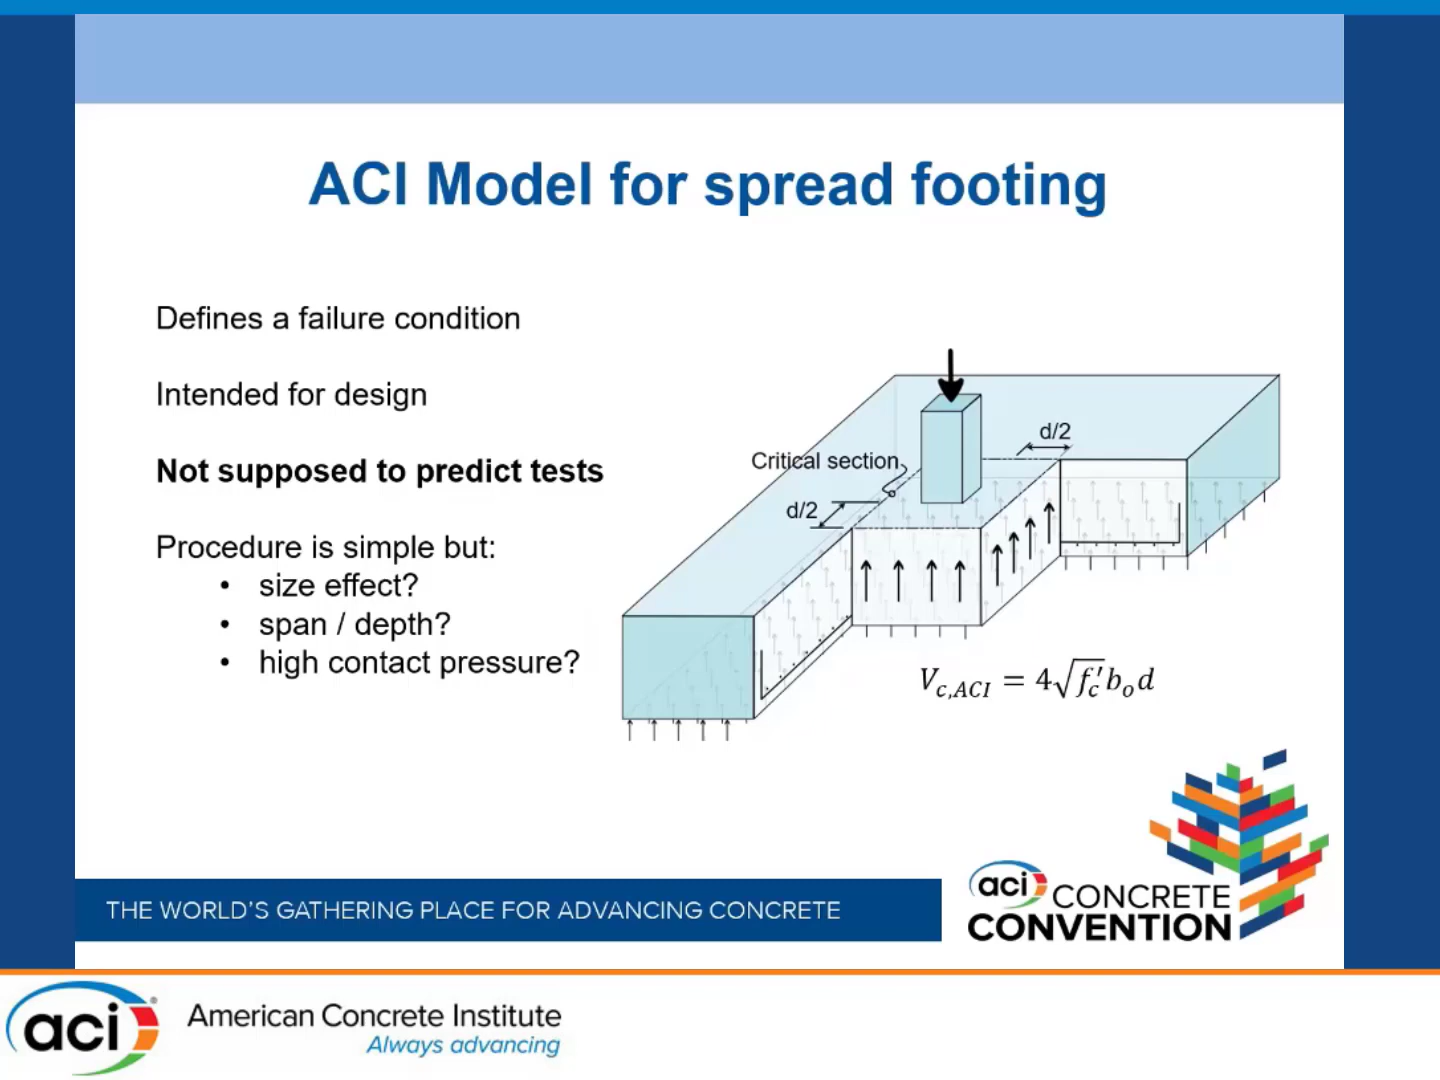 ACI Model for spread footing
Defines a failure condition
Intended for design
Not supposed to predict tests
Procedure is simple but:
• size effect?
• span / depth?
• high contact pressure?
d/2
Critical section
d/2
V_{c,ACI} = 4√f'_c b_o d
THE WORLD'S GATHERING PLACE FOR ADVANCING CONCRETE
aci CONCRETE
CONVENTION
aci
American Concrete Institute
Always advancing